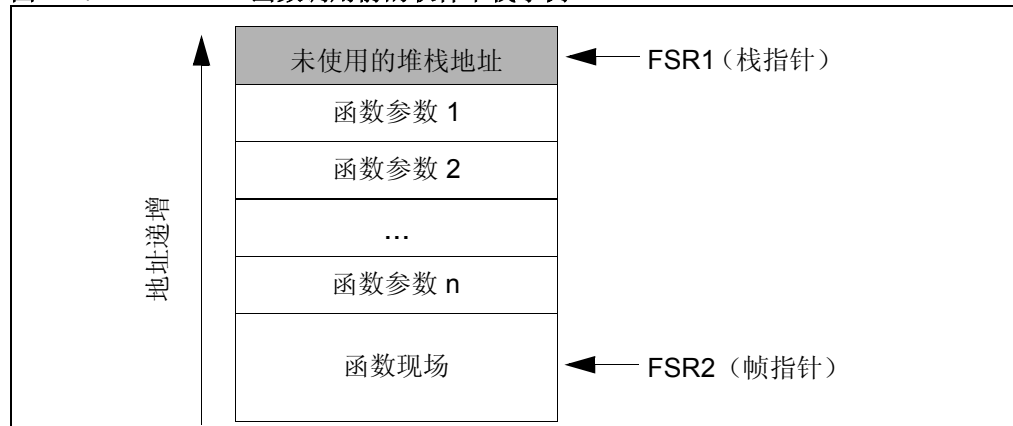 未使用的堆栈地址
FSR1（栈指针）
函数参数 1
函数参数 2
...
函数参数 n
函数现场
FSR2（帧指针）
地址递增